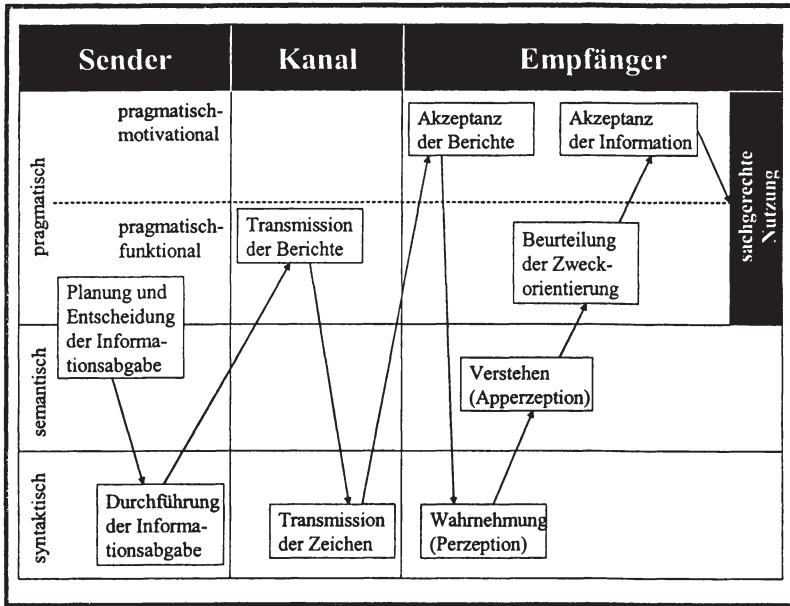 Sender
Kanal
Empfänger
pragmatisch
pragmatisch-
motivational
Akzeptanz
der Berichte
Akzeptanz
der Information
sachgerechte
Nutzung
pragmatisch-
funktional
Transmission
der Berichte
Beurteilung
der Zweck-
orientierung
Planung und
Entscheidung
der Informa-
tionsabgabe
semantisch
Verstehen
(Apperzeption)
syntaktisch
Durchführung
der Informa-
tionsabgabe
Transmission
der Zeichen
Wahrnehmung
(Perzeption)